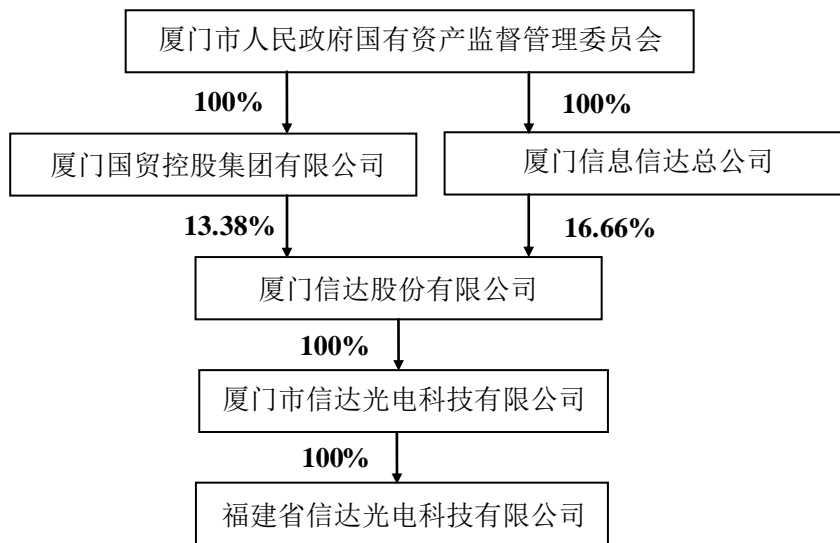 厦门市人民政府国有资产监督管理委员会
100%
100%
厦门国贸控股集团有限公司
厦门信息信达总公司
13.38%
16.66%
厦门信达股份有限公司
100%
厦门市信达光电科技有限公司
100%
福建省信达光电科技有限公司